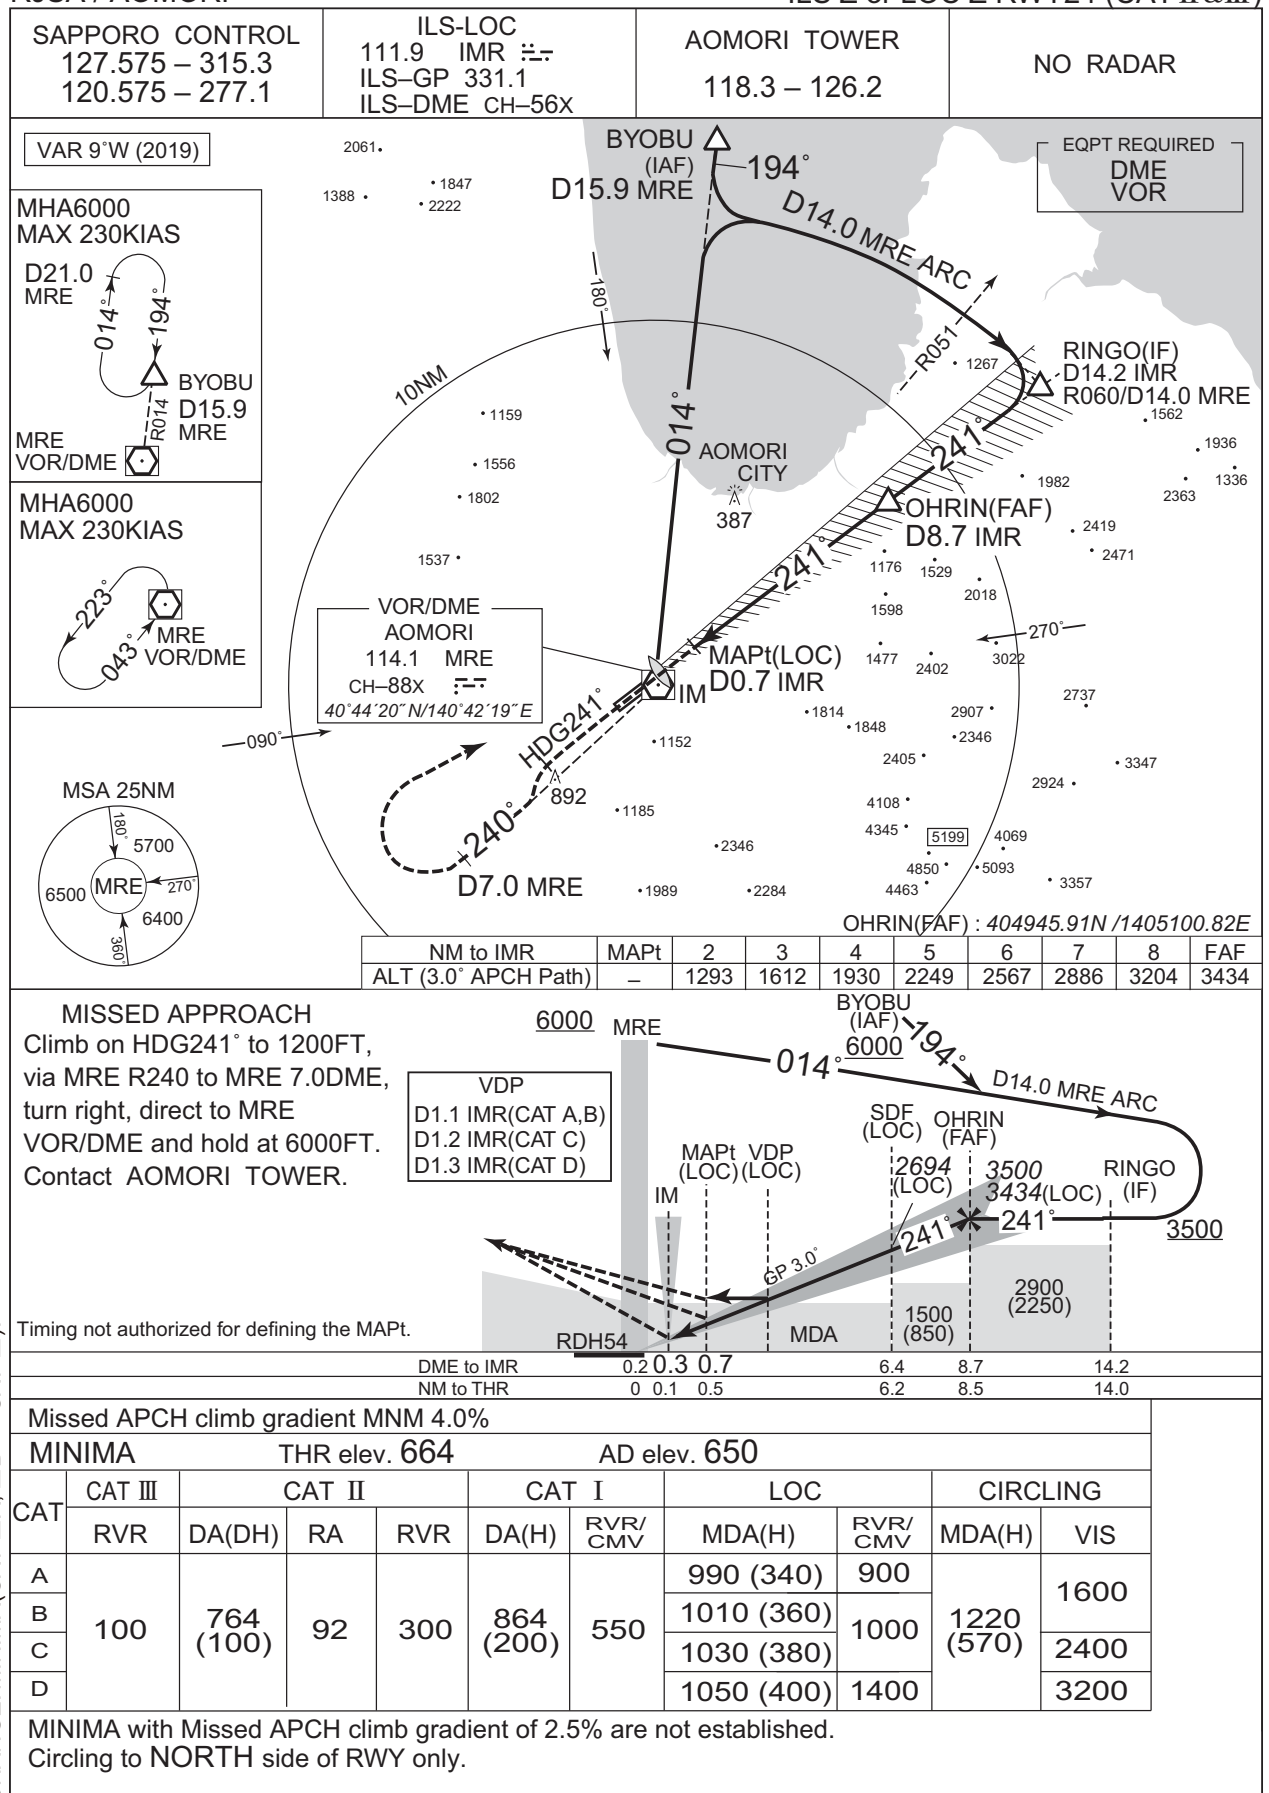 SAPPORO CONTROL
127.575 – 315.3
120.575 – 277.1
ILS-LOC
111.9 IMR
ILS–GP 331.1
ILS–DME CH–56X
AOMORI TOWER
118.3 – 126.2
NO RADAR
VAR 9°W (2019)
EQPT REQUIRED
DME
VOR
MHA6000
MAX 230KIAS
D21.0
MRE
014°
194°
BYOBU
D15.9
MRE
R014
MRE
VOR/DME
MHA6000
MAX 230KIAS
223°
043°
MRE
VOR/DME
2061
1388
1847
2222
BYOBU
(IAF)
D15.9 MRE
194°
D14.0 MRE ARC
180°
R051
1267
RINGO(IF)
D14.2 IMR
R060/D14.0 MRE
10NM
014°
1159
1556
1802
1537
AOMORI
CITY
387
241°
1562
1936
1336
2363
1982
OHRIN(FAF)
D8.7 IMR
2419
2471
241°
1176
1529
2018
1598
270°
1477
2402
3022
VOR/DME
AOMORI
114.1 MRE
CH–88X
40°44′20″N/140°42′19″E
MAPt(LOC)
D0.7 IMR
IM
HDG241°
090°
1814
1848
2907
2737
1152
2346
2405
3347
2924
892
1185
4108
4345
5199
4069
240°
2346
4850
5093
D7.0 MRE
1989
2284
4463
3357
MSA 25NM
180°
5700
6500
MRE
270°
6400
360°
OHRIN(FAF) : 404945.91N /1405100.82E
NM to IMR MAPt 2 3 4 5 6 7 8 FAF
ALT (3.0° APCH Path) – 1293 1612 1930 2249 2567 2886 3204 3434
MISSED APPROACH
Climb on HDG241° to 1200FT,
via MRE R240 to MRE 7.0DME,
turn right, direct to MRE
VOR/DME and hold at 6000FT.
Contact AOMORI TOWER.
VDP
D1.1 IMR(CAT A,B)
D1.2 IMR(CAT C)
D1.3 IMR(CAT D)
6000
MRE
BYOBU
(IAF)
6000
194°
014°
D14.0 MRE ARC
SDF
(LOC)
OHRIN
(FAF)
MAPt
(LOC)
VDP
(LOC)
2694
(LOC)
3500
3434(LOC)
RINGO
(IF)
IM
241°
241°
3500
GP 3.0°
2900
(2250)
1500
(850)
MDA
Timing not authorized for defining the MAPt.
RDH54
DME to IMR 0.2 0.3 0.7 6.4 8.7 14.2
NM to THR 0 0.1 0.5 6.2 8.5 14.0
Missed APCH climb gradient MNM 4.0%
MINIMA THR elev. 664 AD elev. 650
CAT CAT Ⅲ CAT Ⅱ CAT Ⅰ LOC CIRCLING
RVR DA(DH) RA RVR DA(H) RVR/CMV MDA(H) RVR/CMV MDA(H) VIS
A 990 (340) 900
B 1010 (360)
100 764 (100) 92 300 864 (200) 550 1000 1220 (570) 1600
C 1030 (380) 2400
D 1050 (400) 1400 3200
MINIMA with Missed APCH climb gradient of 2.5% are not established.
Circling to NORTH side of RWY only.